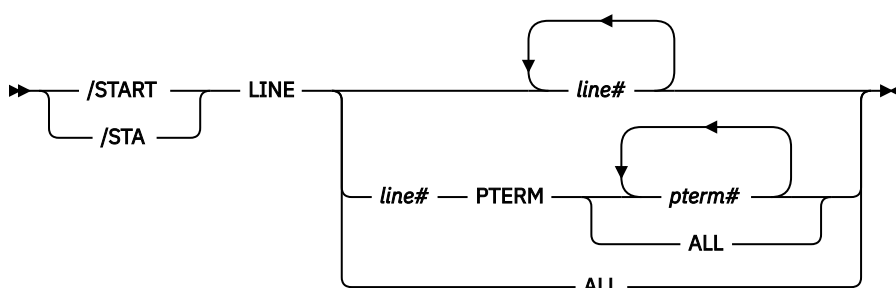 /START LINE line#
/STA
line# PTERM pterm#
ALL
ALL